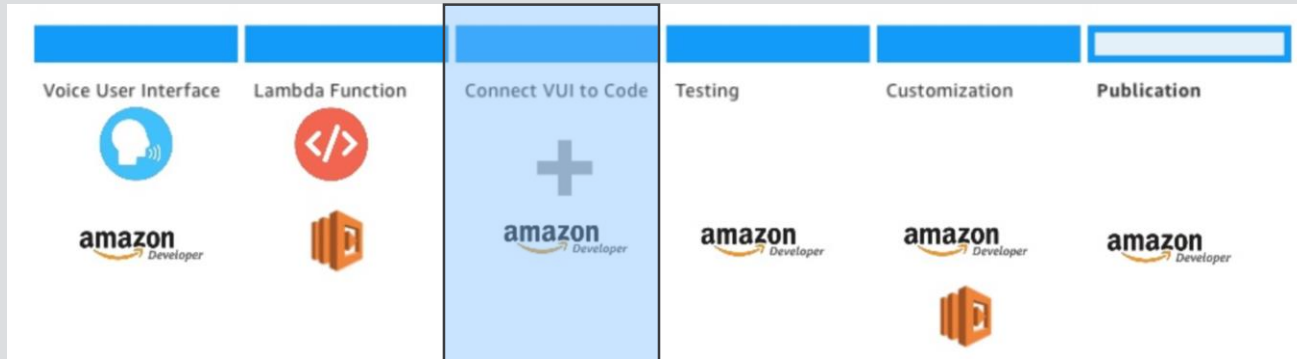 Voice User Interface
Lambda Function
Connect VUI to Code
Testing
Customization
Publication
</>
amazon
Developer
amazon
Developer
amazon
Developer
amazon
Developer
amazon
Developer